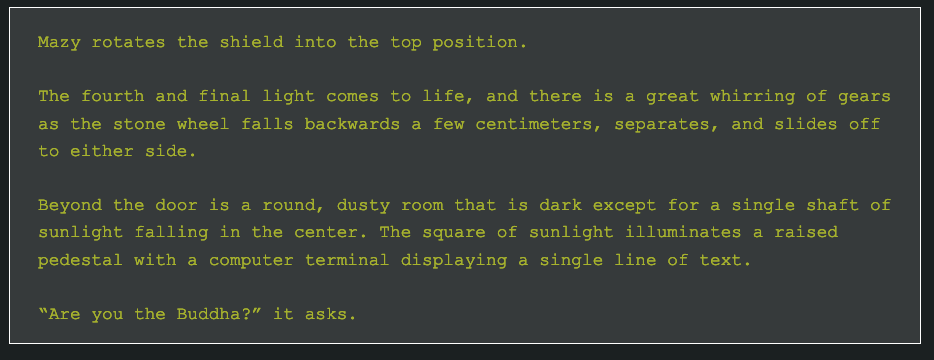 Mazy rotates the shield into the top position.
The fourth and final light comes to life, and there is a great whirring of gears
as the stone wheel falls backwards a few centimeters, separates, and slides off
to either side.
Beyond the door is a round, dusty room that is dark except for a single shaft of
sunlight falling in the center. The square of sunlight illuminates a raised
pedestal with a computer terminal displaying a single line of text.
“Are you the Buddha?” it asks.